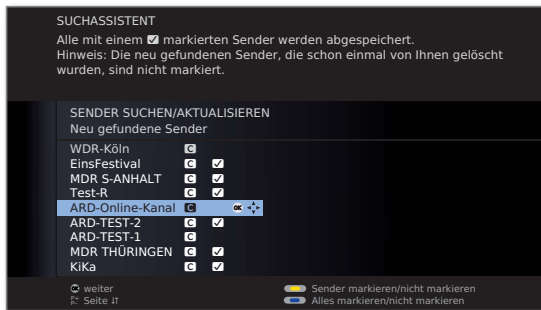 SUCHASSISTENT
Alle mit einem ☑ markierten Sender werden abgespeichert.
Hinweis: Die neu gefundenen Sender, die schon einmal von Ihnen gelöscht
wurden, sind nicht markiert.
SENDER SUCHEN/AKTUALISIEREN
Neu gefundene Sender
WDR-Köln C
EinsFestival C ☑
MDR S-ANHALT C ☑
Test-R C ☑
ARD-Online-Kanal C OK
ARD-TEST-2 C ☑
ARD-TEST-1 C
MDR THÜRINGEN C ☑
KiKa C ☑
OK weiter
P+ P- Seite ↓↑
Sender markieren/nicht markieren
Alles markieren/nicht markieren